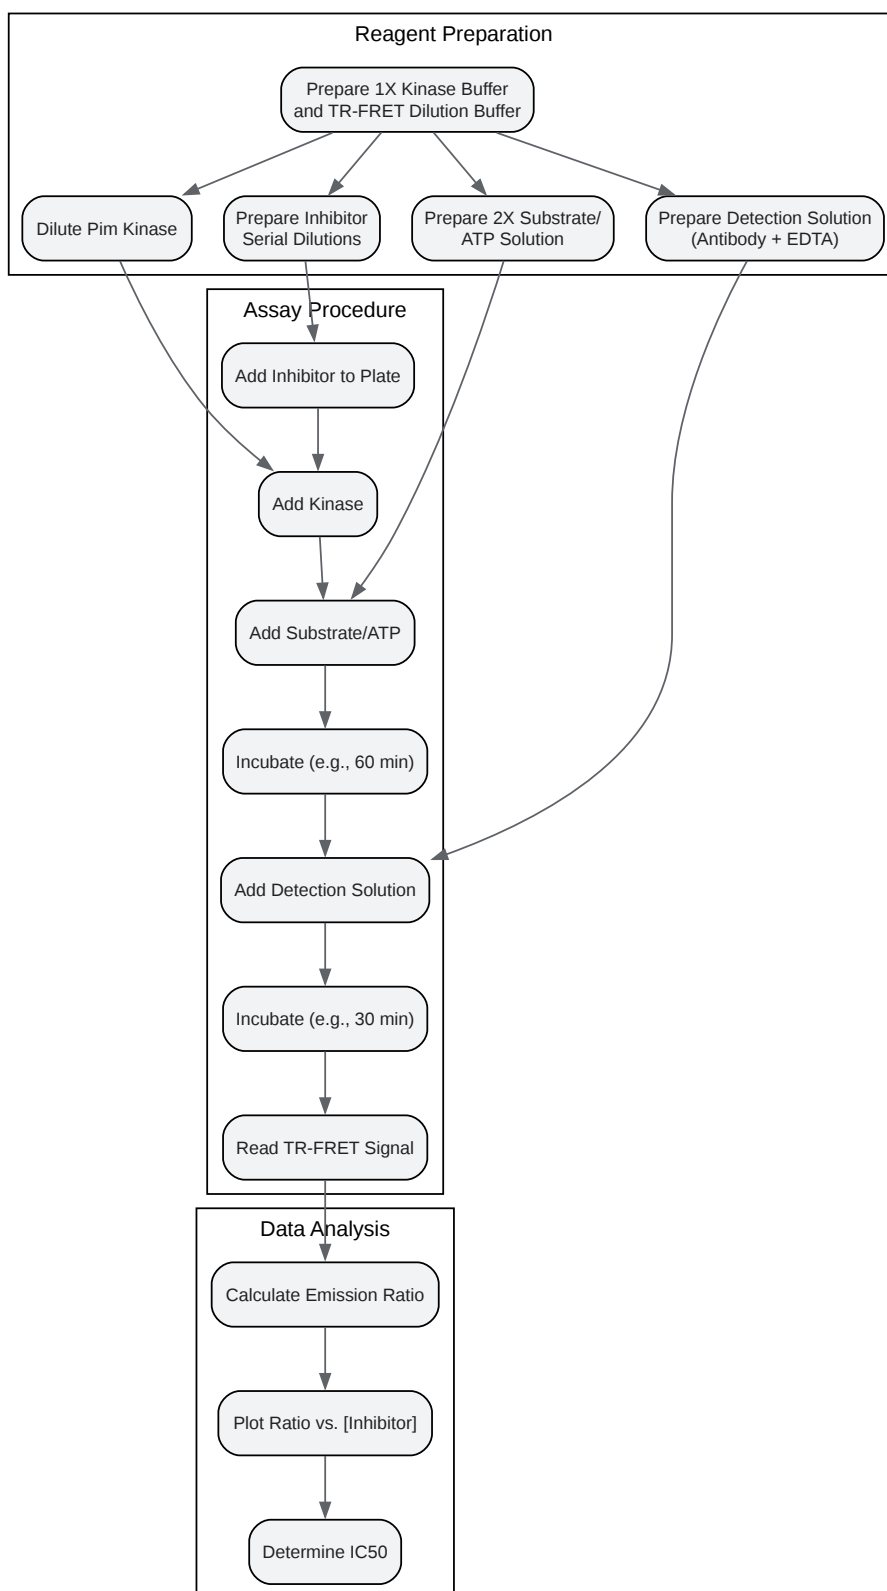 Reagent Preparation
Prepare 1X Kinase Buffer
and TR-FRET Dilution Buffer
Dilute Pim Kinase
Prepare Inhibitor
Serial Dilutions
Prepare 2X Substrate/
ATP Solution
Prepare Detection Solution
(Antibody + EDTA)
Assay Procedure
Add Inhibitor to Plate
Add Kinase
Add Substrate/ATP
Incubate (e.g., 60 min)
Add Detection Solution
Incubate (e.g., 30 min)
Read TR-FRET Signal
Data Analysis
Calculate Emission Ratio
Plot Ratio vs. [Inhibitor]
Determine IC50